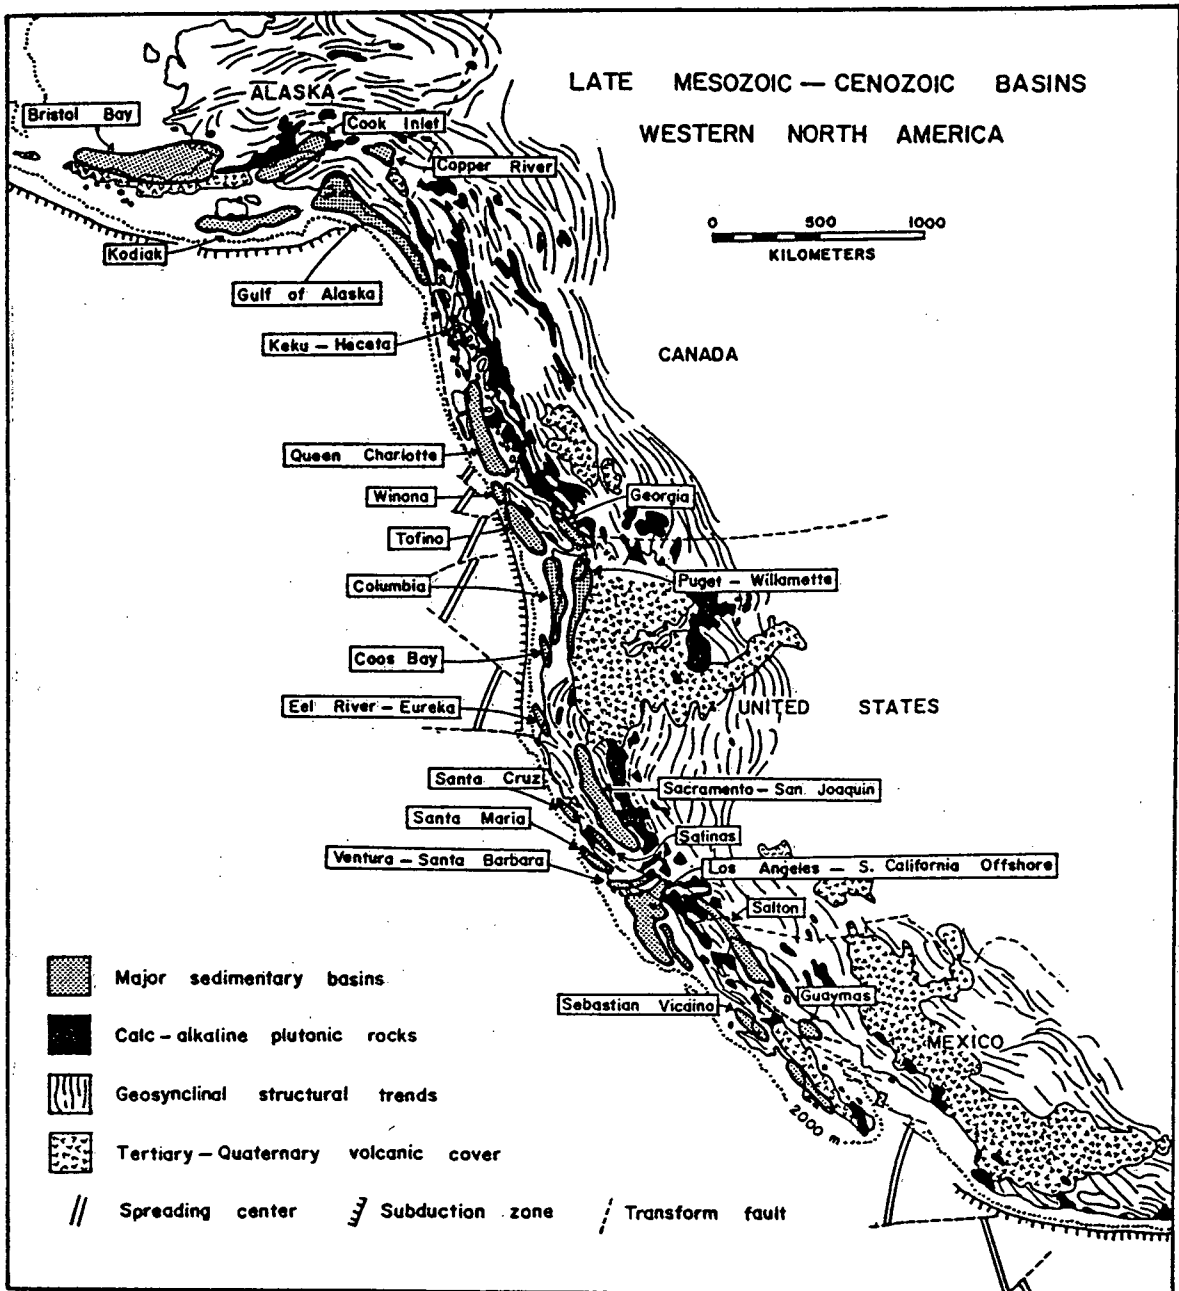 LATE MESOZOIC — CENOZOIC BASINS
WESTERN NORTH AMERICA
ALASKA
Bristol Bay
Cook Inlet
Copper River
0 500 1000
KILOMETERS
Kodiak
Gulf of Alaska
Keku – Heceta
CANADA
Queen Charlotte
Winona
Georgia
Tofino
Columbia
Puget – Willamette
Coos Bay
Eel River – Eureka
UNITED STATES
Santa Cruz
Sacramento – San Joaquin
Santa Maria
Salinas
Ventura – Santa Barbara
Los Angeles — S. California Offshore
Salton
Sebastian Vicaino
Guaymas
MEXICO
2000 m
Major sedimentary basins
Calc – alkaline plutonic rocks
Geosynclinal structural trends
Tertiary – Quaternary volcanic cover
Spreading center
Subduction zone
Transform fault